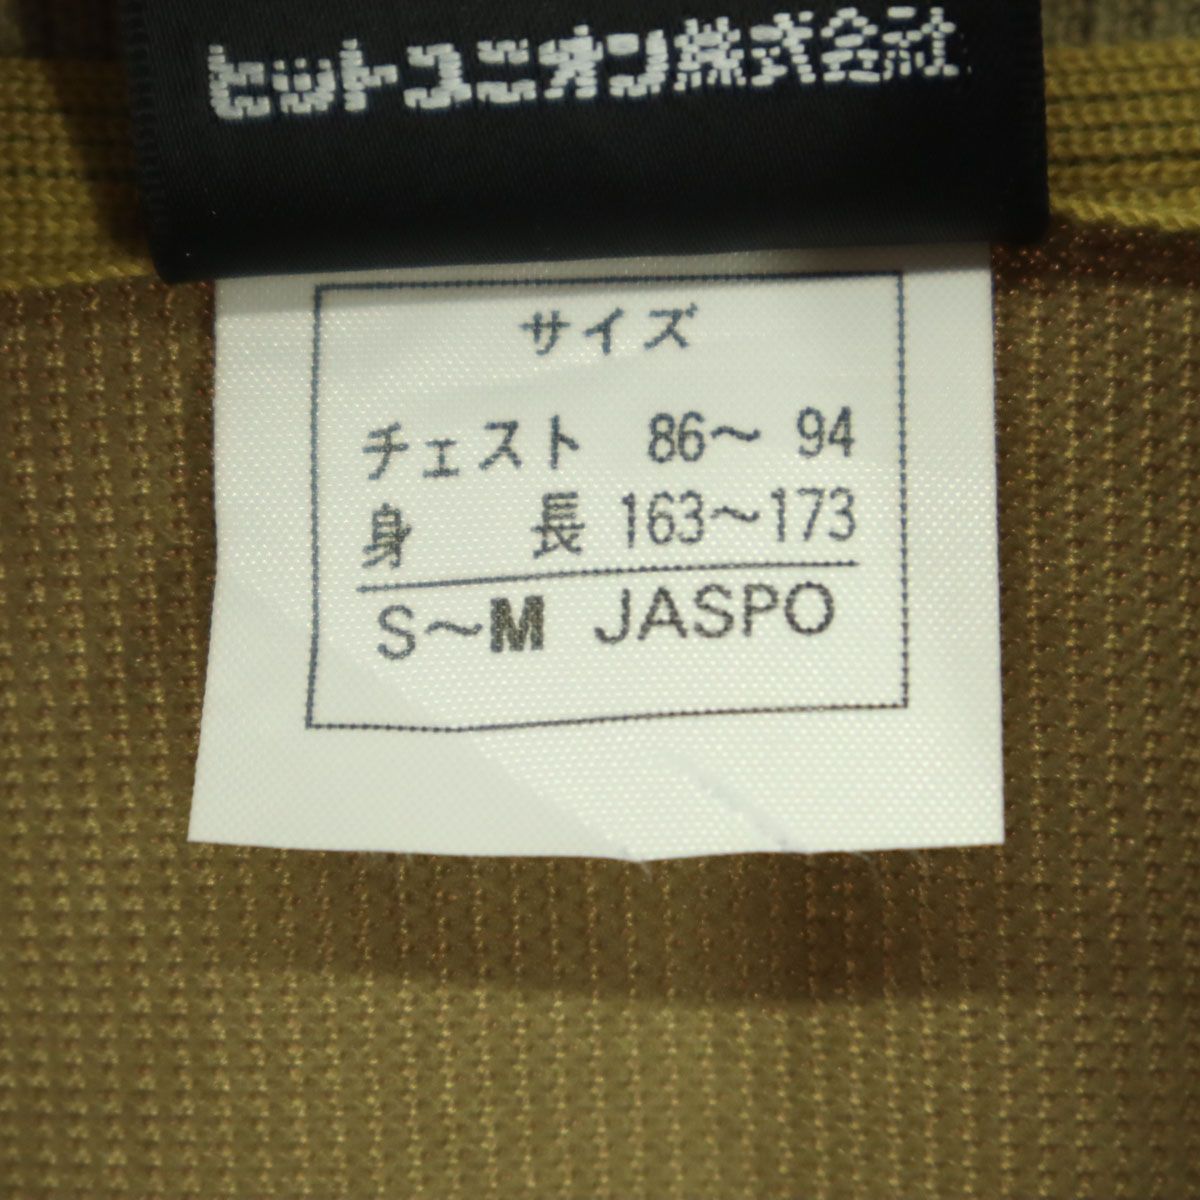 ヒットユニオン株式会社
サイズ
チェスト 86～ 94
身 長 163～173
S～M JASPO